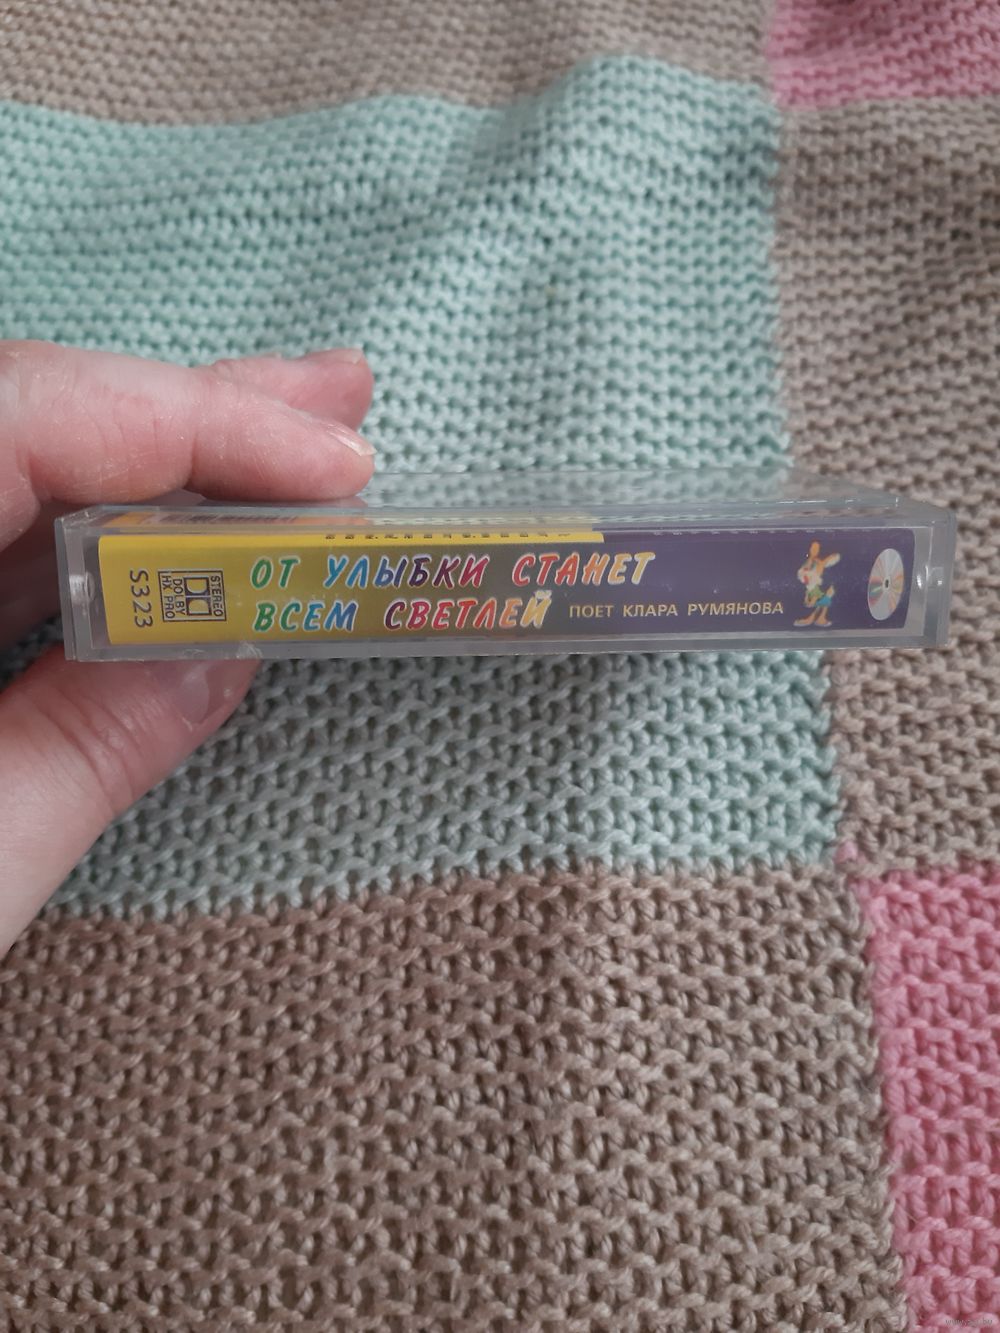 S323
STEREO
DOLBY
HX PRO
ОТ УЛЫБКИ СТАНЕТ
ВСЕМ СВЕТЛЕЙ ПОЕТ КЛАРА РУМЯНОВА